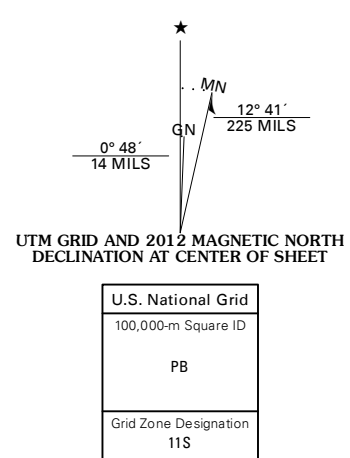 ★
MN
GN
12° 41´
225 MILS
0° 48´
14 MILS
UTM GRID AND 2012 MAGNETIC NORTH
DECLINATION AT CENTER OF SHEET
U.S. National Grid
100,000-m Square ID
PB
Grid Zone Designation
11S